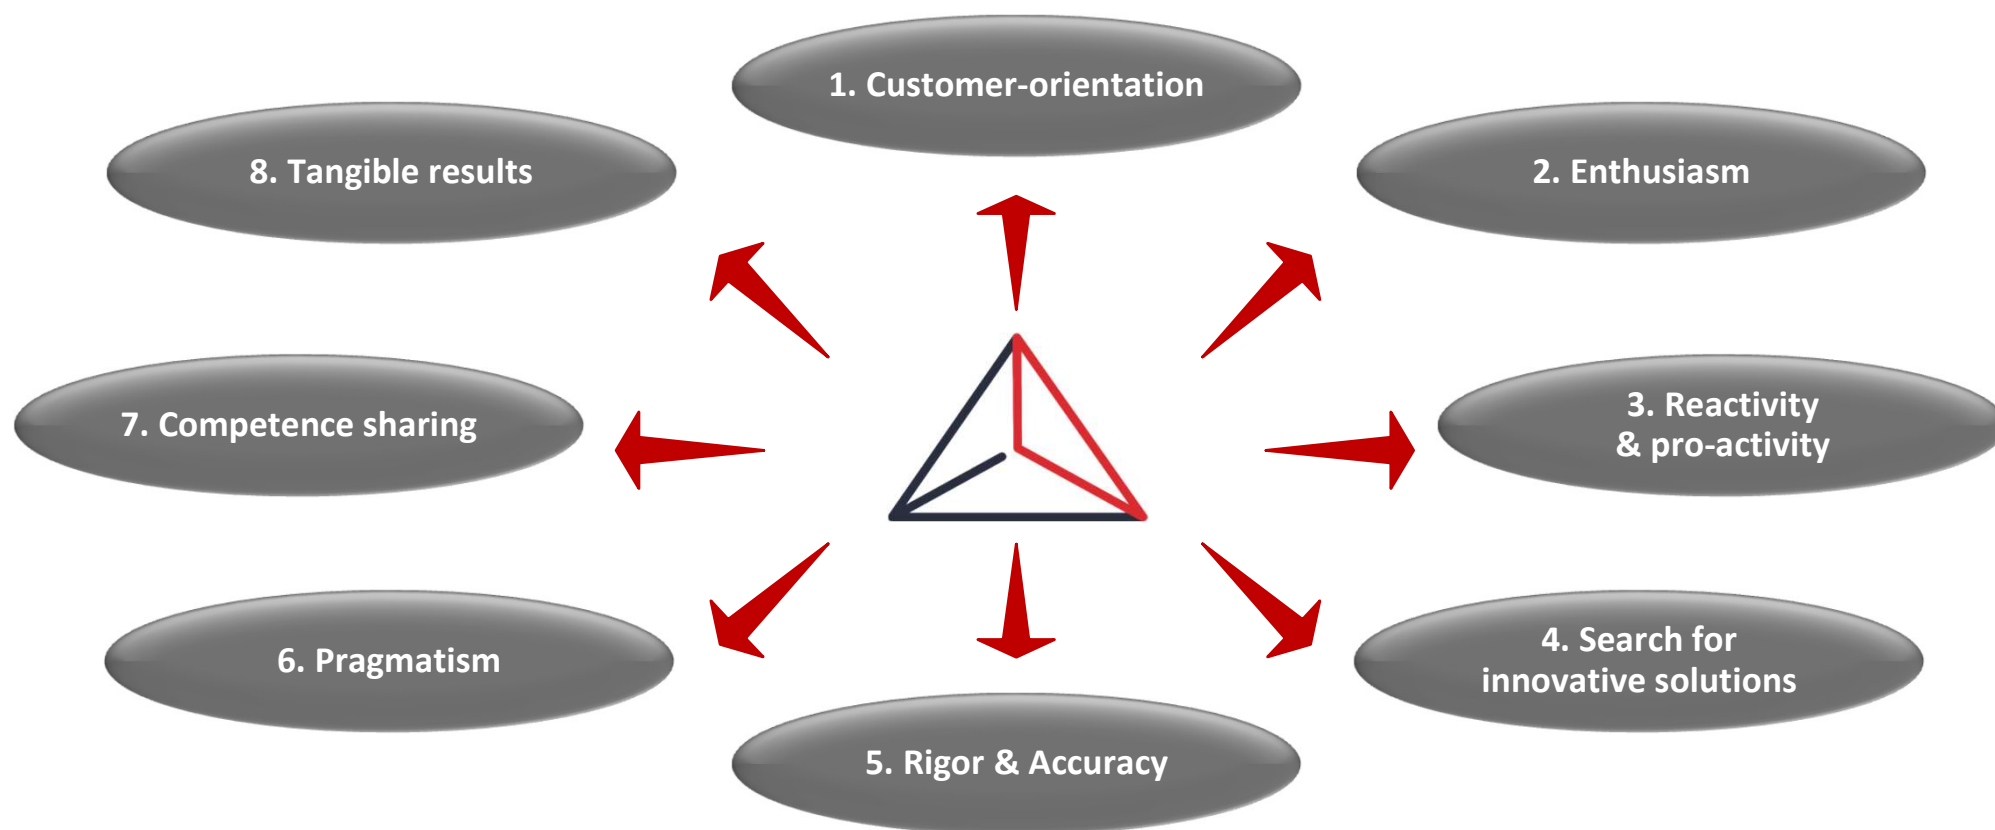 1. Customer-orientation
2. Enthusiasm
3. Reactivity
& pro-activity
4. Search for
innovative solutions
5. Rigor & Accuracy
6. Pragmatism
7. Competence sharing
8. Tangible results